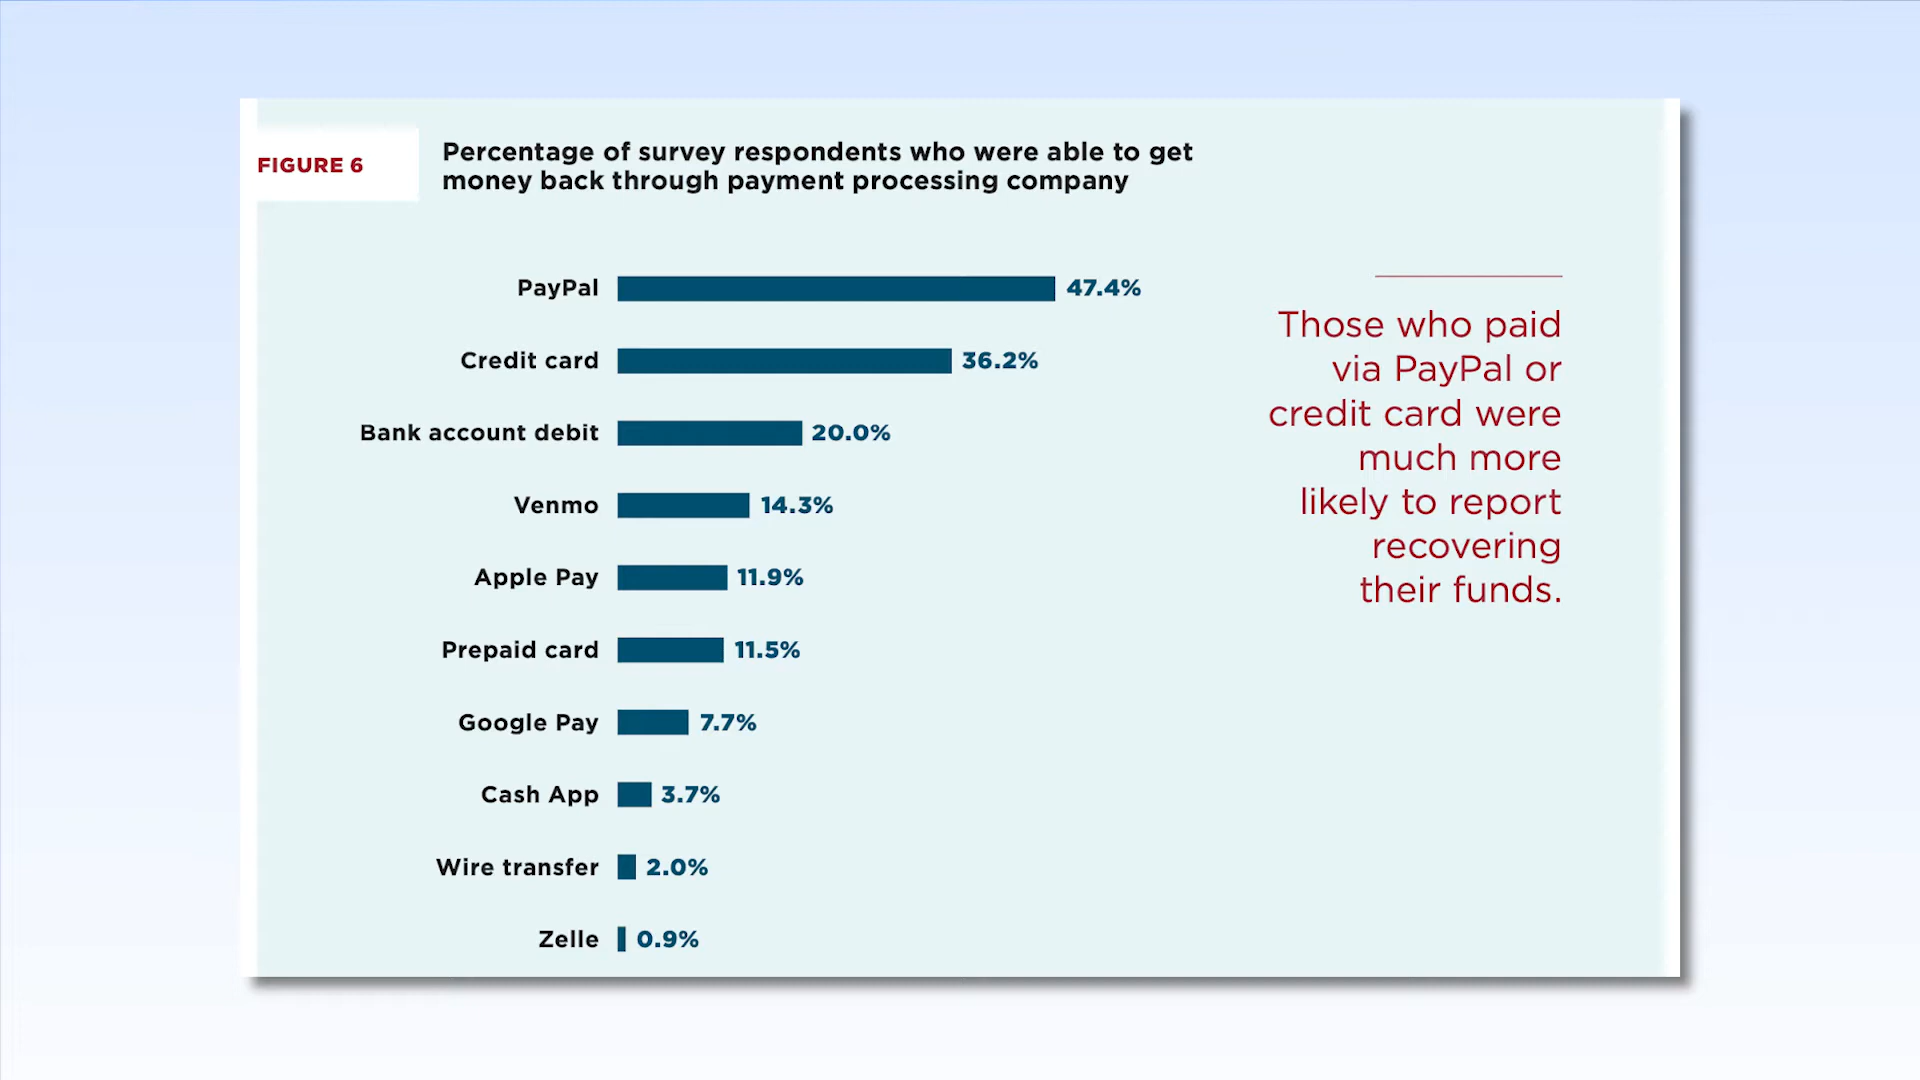 FIGURE 6
Percentage of survey respondents who were able to get
money back through payment processing company
PayPal 47.4%
Credit card 36.2%
Bank account debit 20.0%
Venmo 14.3%
Apple Pay 11.9%
Prepaid card 11.5%
Google Pay 7.7%
Cash App 3.7%
Wire transfer 2.0%
Zelle 0.9%
Those who paid
via PayPal or
credit card were
much more
likely to report
recovering
their funds.